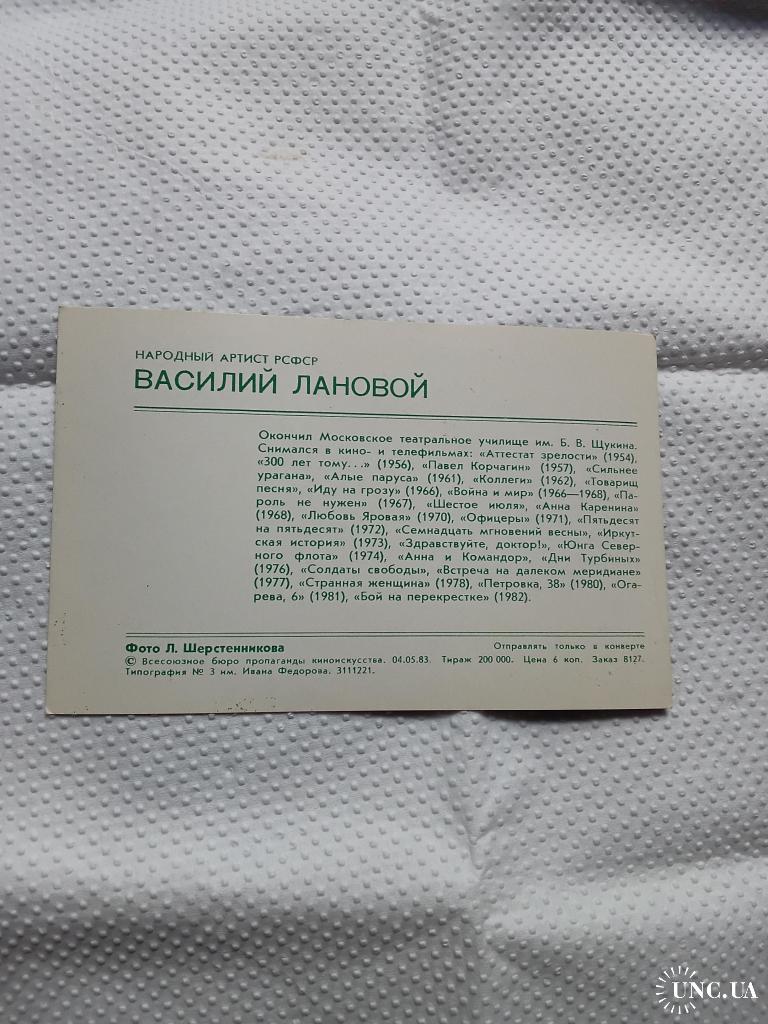 НАРОДНЫЙ АРТИСТ РСФСР
ВАСИЛИЙ ЛАНОВОЙ
Окончил Московское театральное училище им. Б. В. Щукина.
Снимался в кино- и телефильмах: «Аттестат зрелости» (1954),
«300 лет тому...» (1956), «Павел Корчагин» (1957), «Сильнее
урагана», «Алые паруса» (1961), «Коллеги» (1962), «Товарищ
песня», «Иду на грозу» (1966), «Война и мир» (1966—1968), «Па-
роль не нужен» (1967), «Шестое июля», «Анна Каренина»
(1968), «Любовь Яровая» (1970), «Офицеры» (1971), «Пятьдесят
на пятьдесят» (1972), «Семнадцать мгновений весны», «Иркут-
ская история» (1973), «Здравствуйте, доктор!», «Юнга Север-
ного флота» (1974), «Анна и Командор», «Дни Турбиных»
(1976), «Солдаты свободы», «Встреча на далеком меридиане»
(1977), «Странная женщина» (1978), «Петровка, 38» (1980), «Ога-
рева, 6» (1981), «Бой на перекрестке» (1982).
Фото Л. Шерстенникова
Отправлять только в конверте
© Всесоюзное бюро пропаганды киноискусства. 04.05.83. Тираж 200 000. Цена 6 коп. Заказ 8127.
Типография № 3 им. Ивана Федорова. 3111221.
UNC.UA